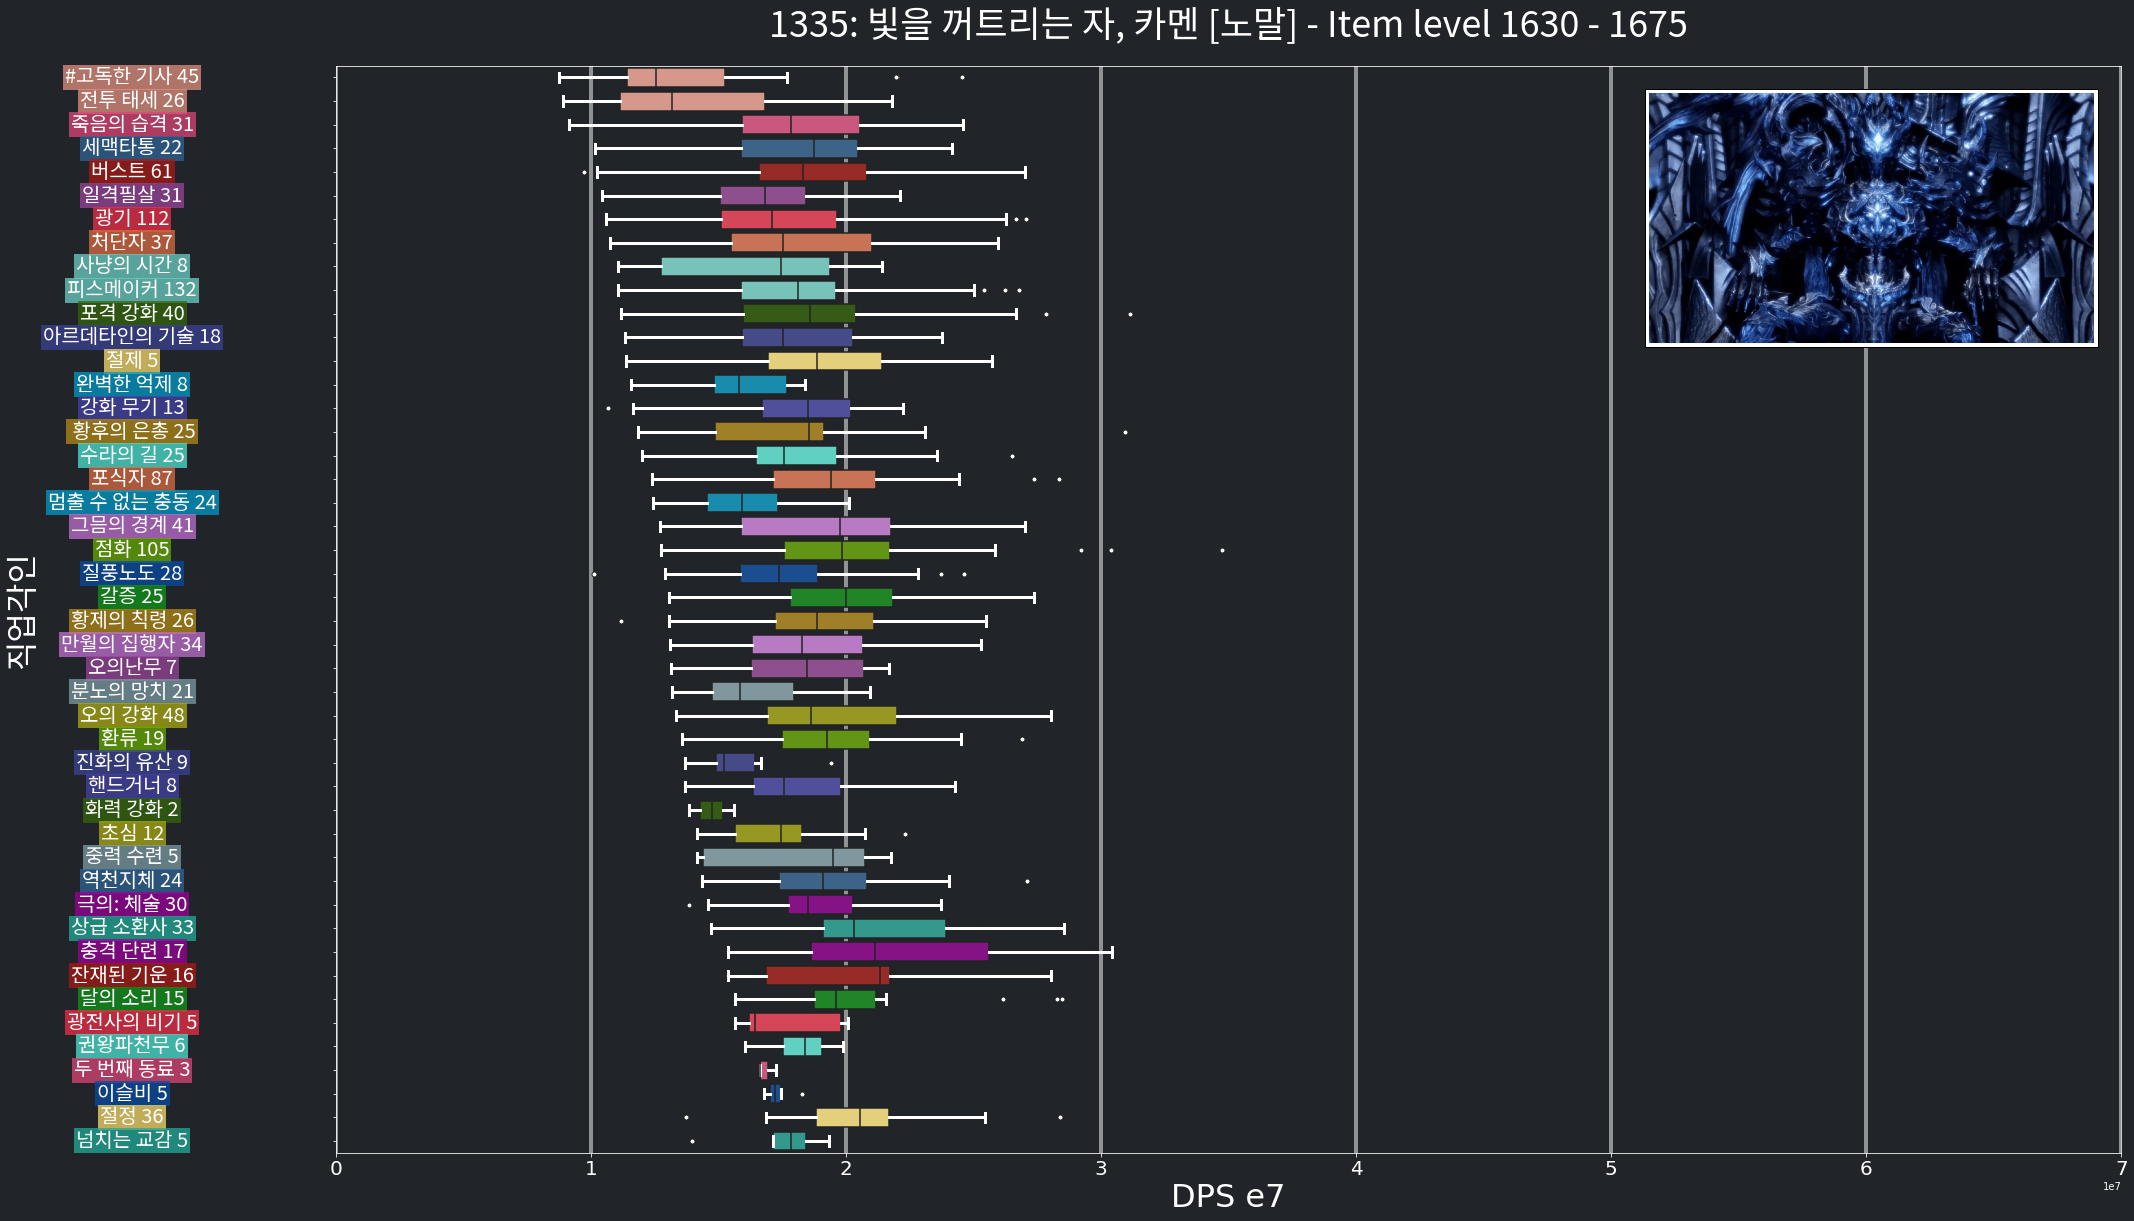 1335: 빛을 꺼트리는 자, 카멘 [노말] - Item level 1630 - 1675
#고독한 기사 45
전투 태세 26
죽음의 습격 31
세맥타통 22
버스트 61
일격필살 31
광기 112
처단자 37
사냥의 시간 8
피스메이커 132
포격 강화 40
아르데타인의 기술 18
절제 5
완벽한 억제 8
강화 무기 13
황후의 은총 25
수라의 길 25
포식자 87
멈출 수 없는 충동 24
그믐의 경계 41
점화 105
질풍노도 28
갈증 25
황제의 칙령 26
만월의 집행자 34
오의난무 7
분노의 망치 21
오의 강화 48
환류 19
진화의 유산 9
핸드거너 8
화력 강화 2
초심 12
중력 수련 5
역천지체 24
극의: 체술 30
상급 소환사 33
충격 단련 17
잔재된 기운 16
달의 소리 15
광전사의 비기 5
권왕파천무 6
두 번째 동료 3
이슬비 5
절정 36
넘치는 교감 5
직업각인
0 1 2 3 4 5 6 7
1e7
DPS e7